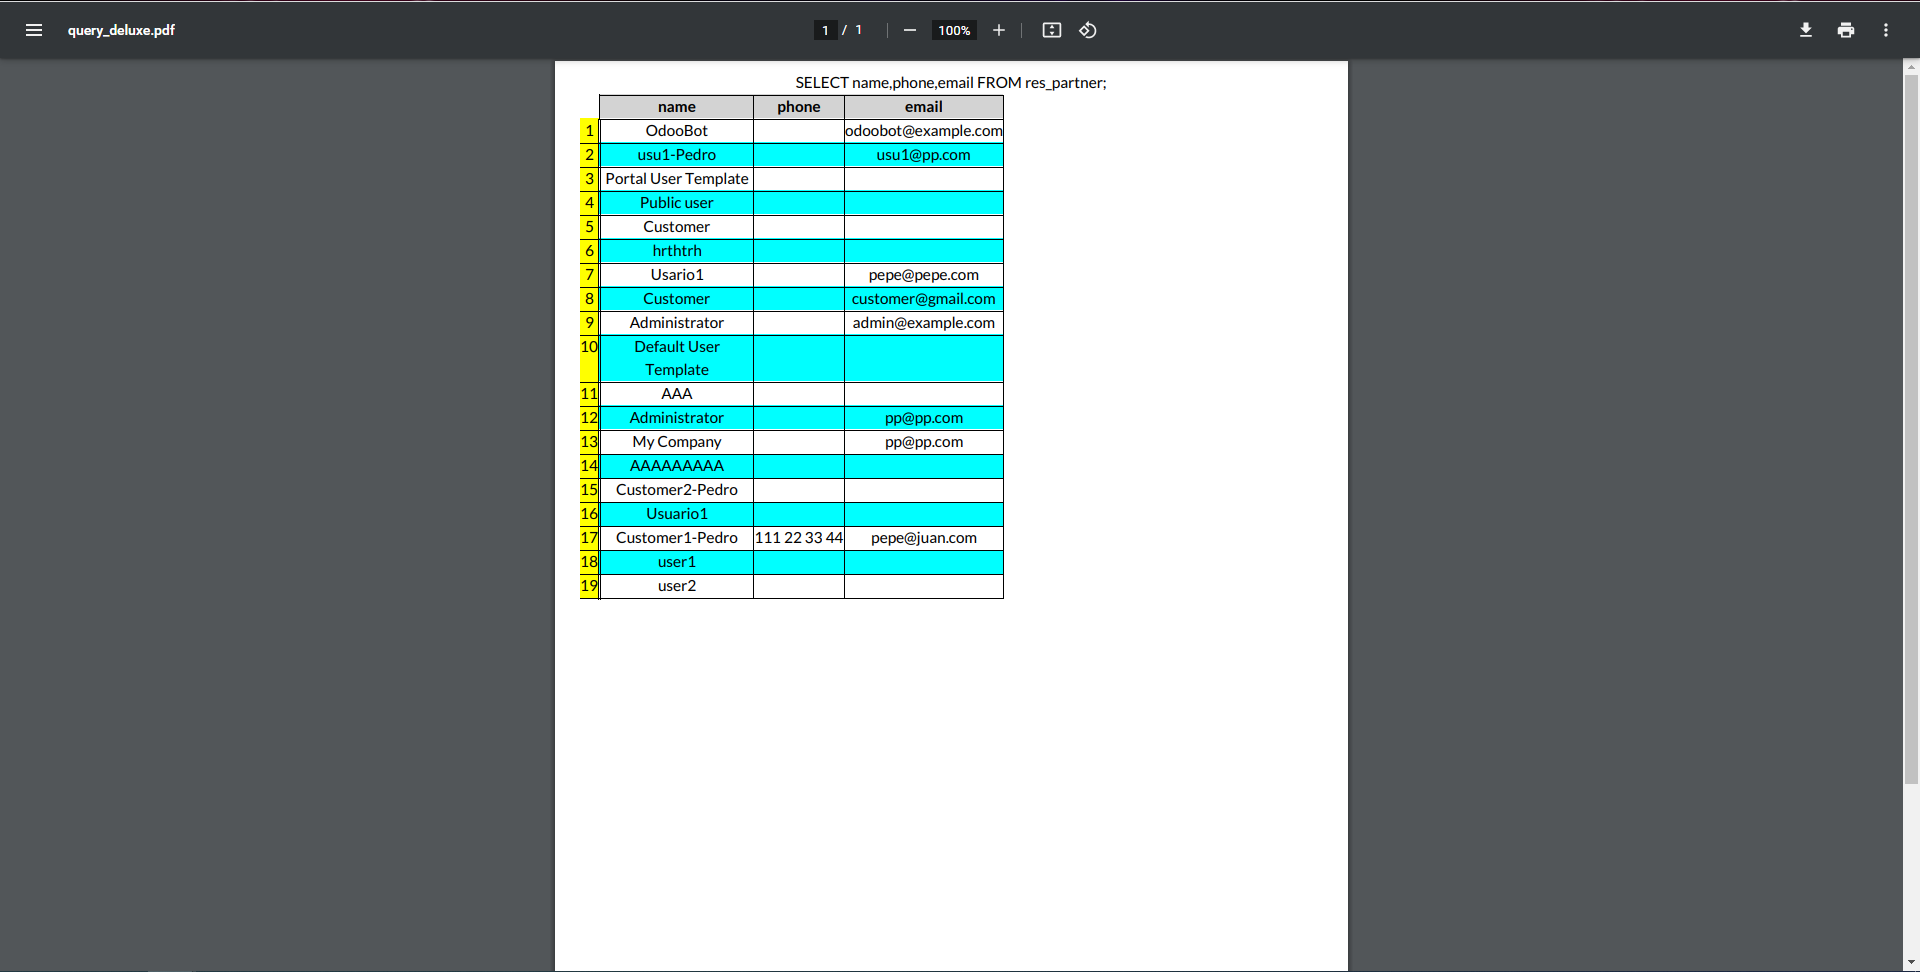 query_deluxe.pdf
1 / 1
100%
SELECT name,phone,email FROM res_partner;
name phone email
1 OdooBot odoobot@example.com
2 usu1-Pedro usu1@pp.com
3 Portal User Template
4 Public user
5 Customer
6 hrthtrh
7 Usario1 pepe@pepe.com
8 Customer customer@gmail.com
9 Administrator admin@example.com
10 Default User
Template
11 AAA
12 Administrator pp@pp.com
13 My Company pp@pp.com
14 AAAAAAAAA
15 Customer2-Pedro
16 Usuario1
17 Customer1-Pedro 111 22 33 44 pepe@juan.com
18 user1
19 user2